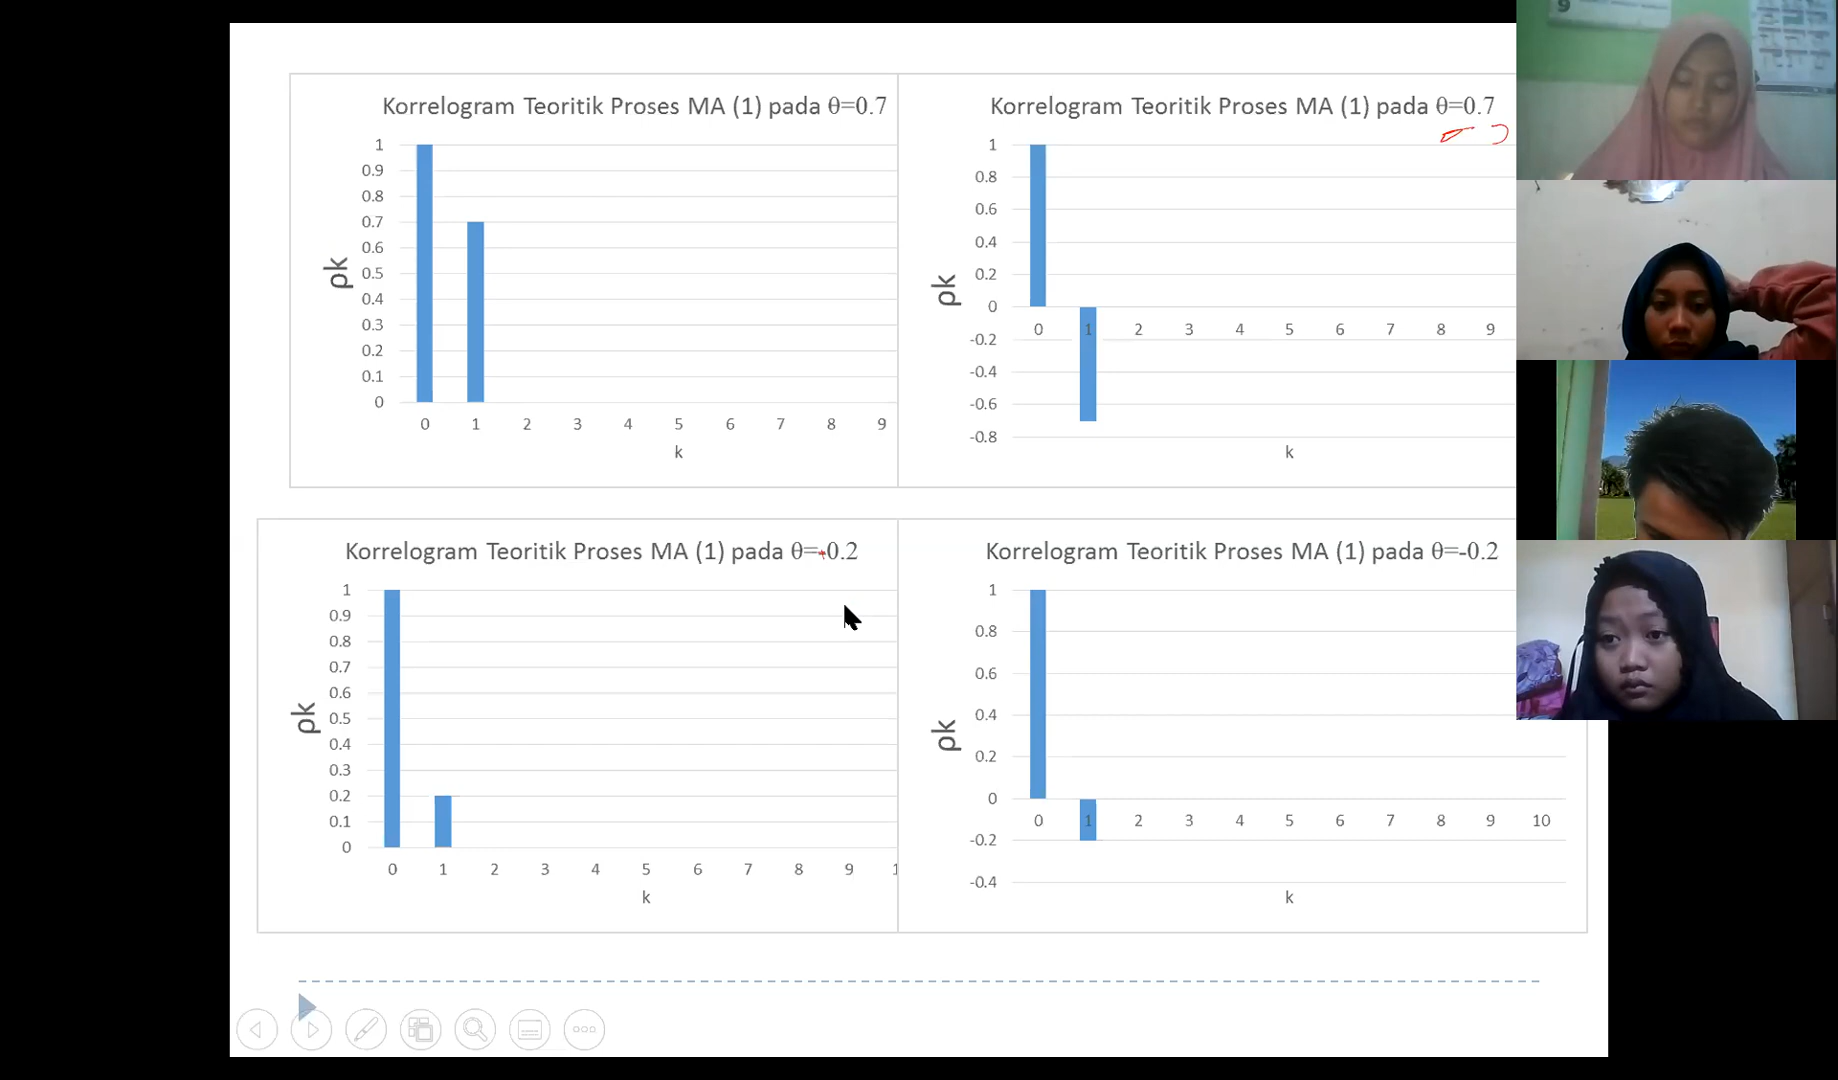 9
Korrelogram Teoritik Proses MA (1) pada θ=0.7
1
0.9
0.8
0.7
0.6
0.5
0.4
0.3
0.2
0.1
0
ρk
0 1 2 3 4 5 6 7 8 9
k
Korrelogram Teoritik Proses MA (1) pada θ=0.7
1
0.8
0.6
0.4
0.2
0
-0.2
-0.4
-0.6
-0.8
ρk
0 1 2 3 4 5 6 7 8 9
k
Korrelogram Teoritik Proses MA (1) pada θ=-0.2
1
0.9
0.8
0.7
0.6
0.5
0.4
0.3
0.2
0.1
0
ρk
0 1 2 3 4 5 6 7 8 9 1
k
Korrelogram Teoritik Proses MA (1) pada θ=-0.2
1
0.8
0.6
0.4
0.2
0
-0.2
-0.4
ρk
0 1 2 3 4 5 6 7 8 9 10
k